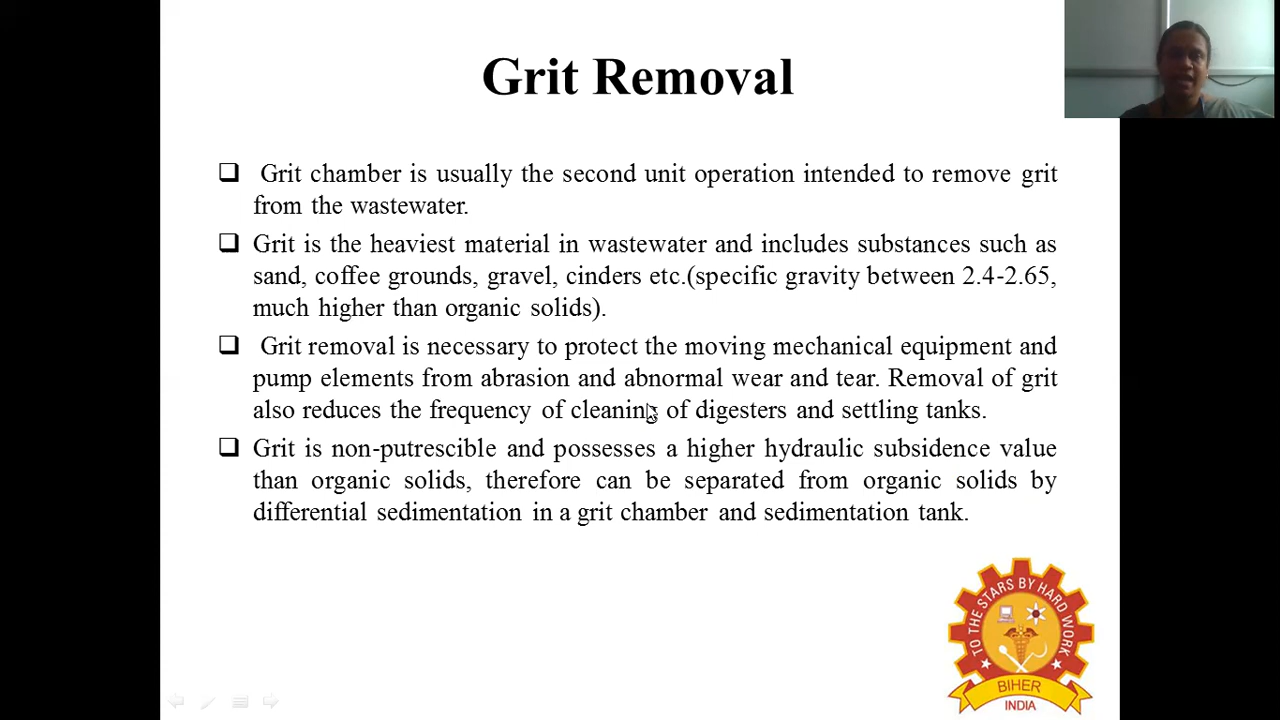 Grit Removal
❑ Grit chamber is usually the second unit operation intended to remove grit
from the wastewater.
❑ Grit is the heaviest material in wastewater and includes substances such as
sand, coffee grounds, gravel, cinders etc.(specific gravity between 2.4-2.65,
much higher than organic solids).
❑ Grit removal is necessary to protect the moving mechanical equipment and
pump elements from abrasion and abnormal wear and tear. Removal of grit
also reduces the frequency of cleaning of digesters and settling tanks.
❑ Grit is non-putrescible and possesses a higher hydraulic subsidence value
than organic solids, therefore can be separated from organic solids by
differential sedimentation in a grit chamber and sedimentation tank.
TO THE STARS BY HARD WORK
BIHER
INDIA